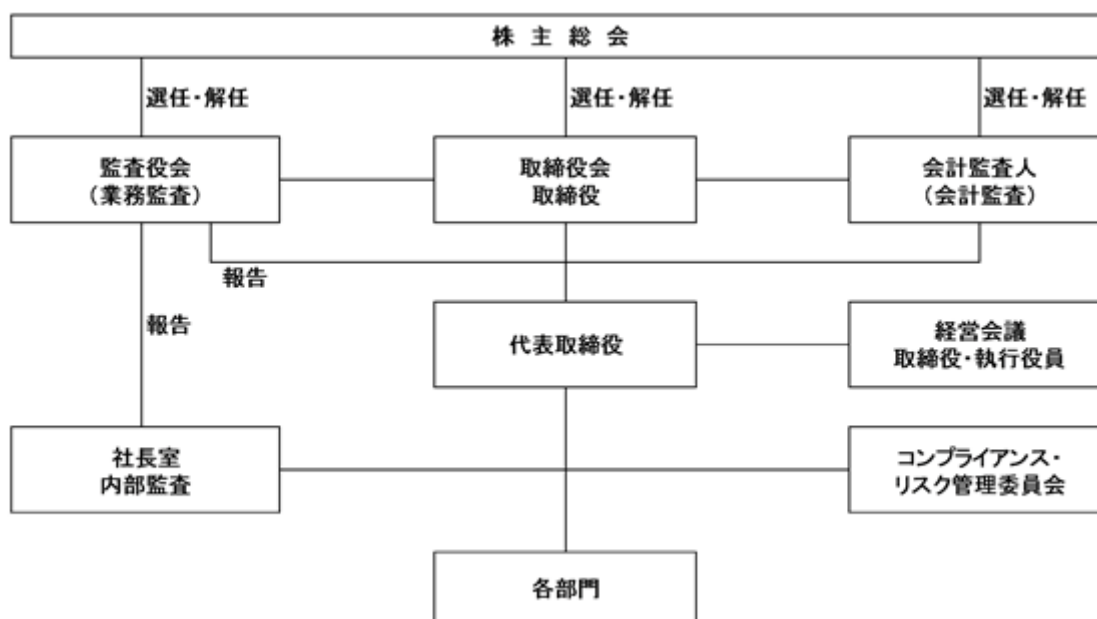 株主総会
選任・解任
選任・解任
選任・解任
監査役会
（業務監査）
取締役会
取締役
会計監査人
（会計監査）
報告
報告
代表取締役
経営会議
取締役・執行役員
社長室
内部監査
コンプライアンス・
リスク管理委員会
各部門